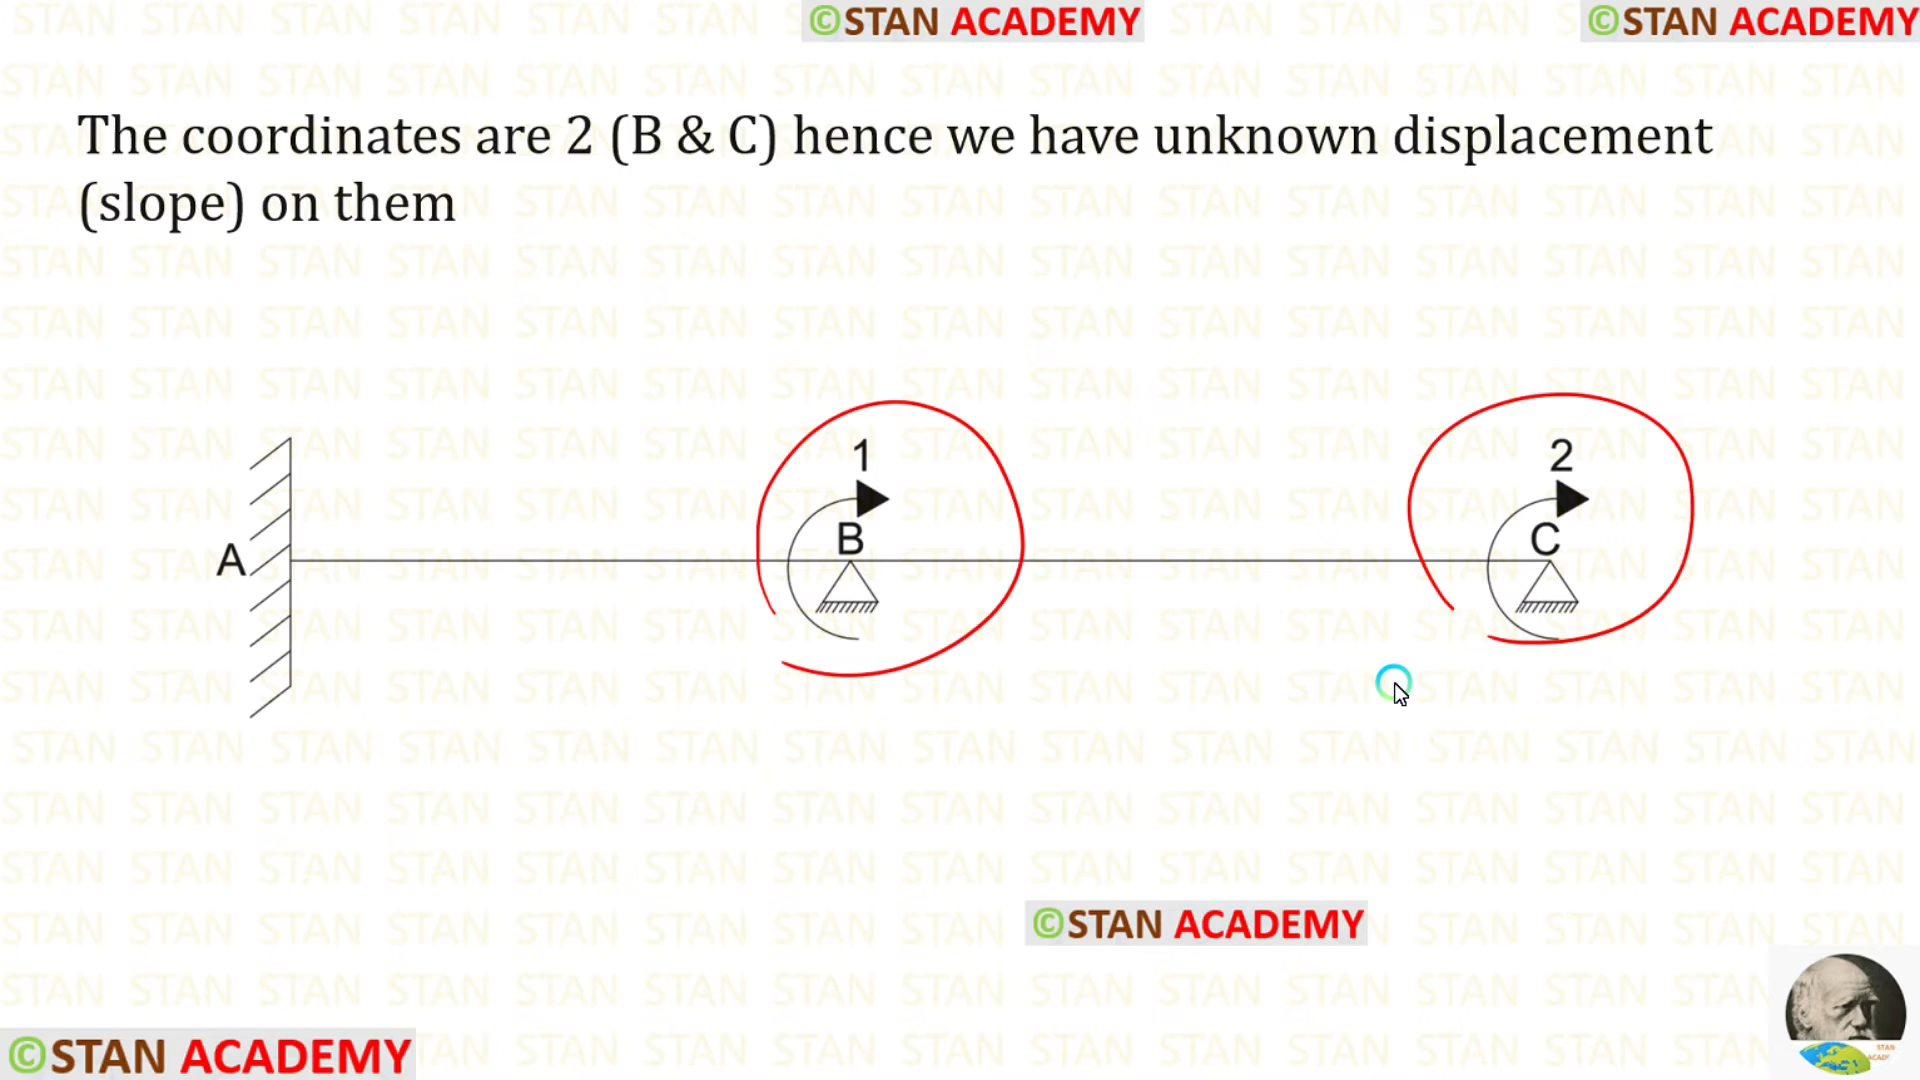 ©STAN ACADEMY
©STAN ACADEMY
The coordinates are 2 (B & C) hence we have unknown displacement
(slope) on them
1
2
B
C
A
©STAN ACADEMY
©STAN ACADEMY